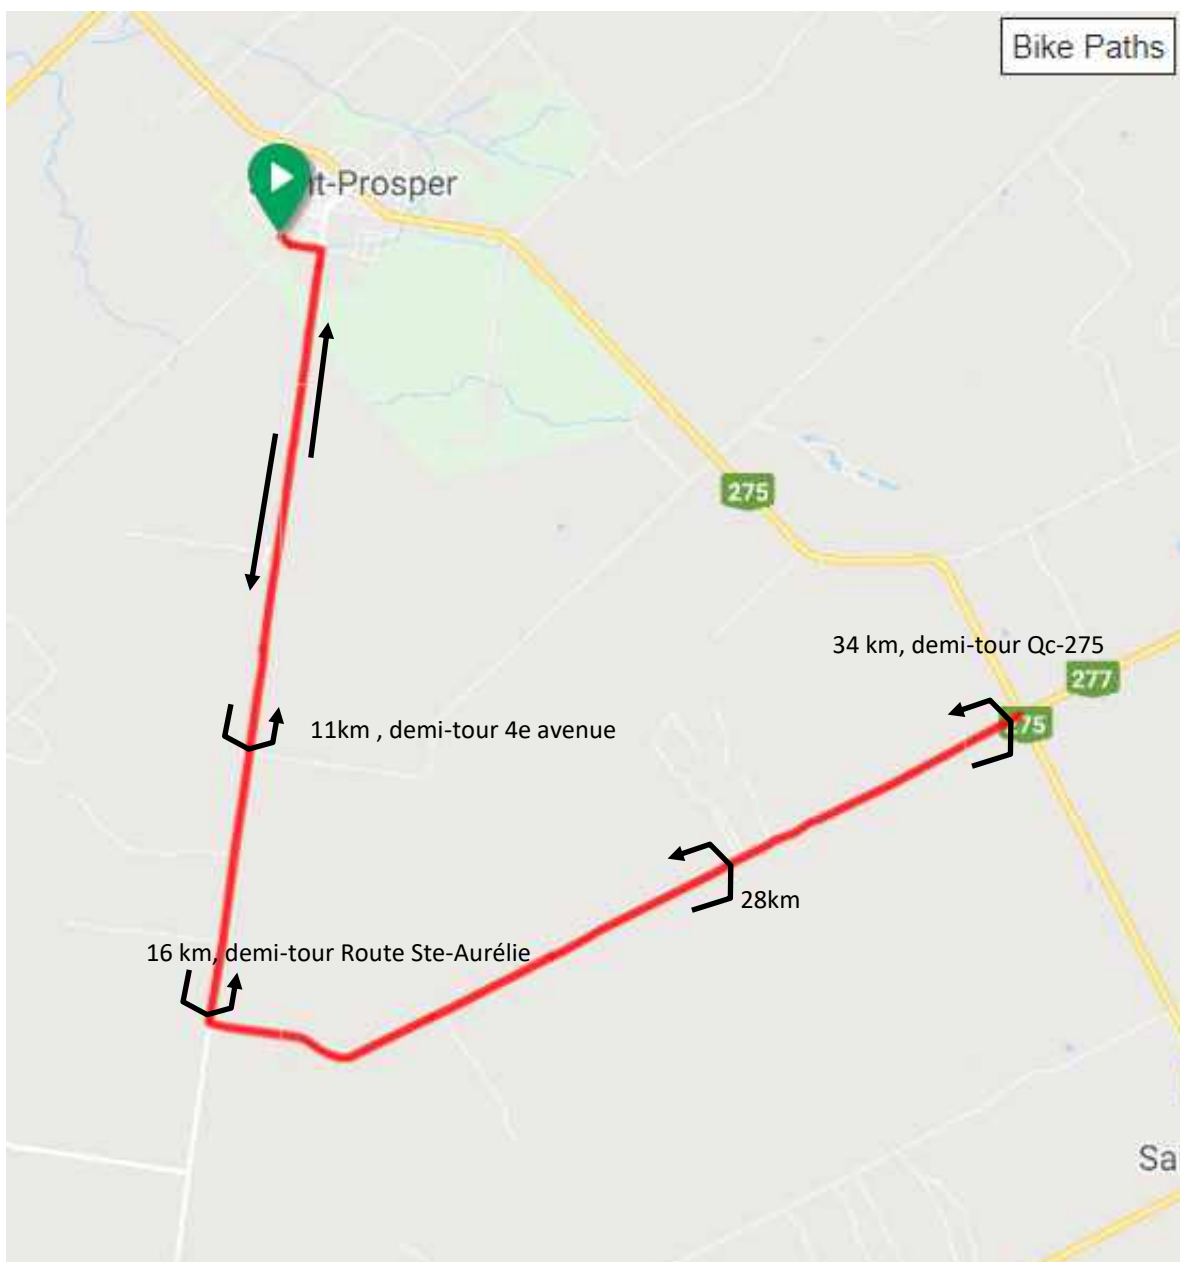 Bike Paths
nt-Prosper
275
34 km, demi-tour Qc-275
277
275
11km , demi-tour 4e avenue
28km
16 km, demi-tour Route Ste-Aurélie
Sa